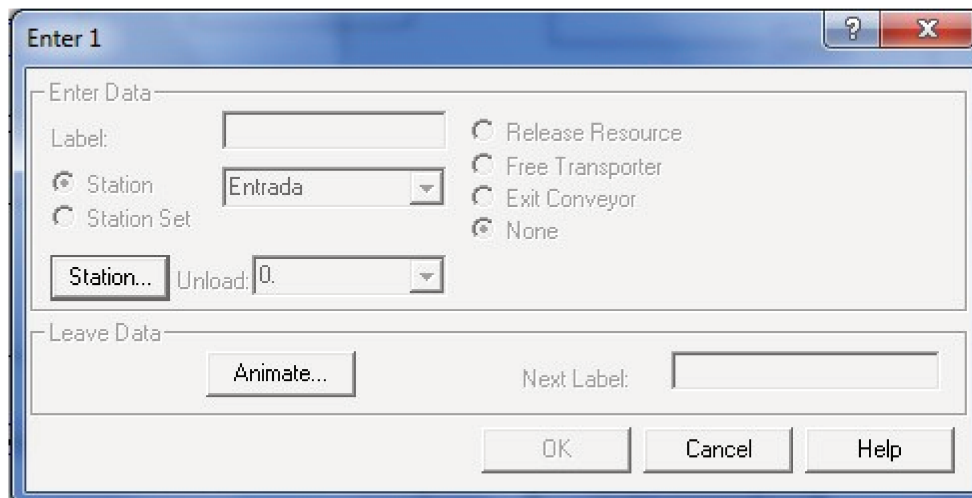 Enter 1
?
X
Enter Data
Label:
Station
Entrada
Station Set
Release Resource
Free Transporter
Exit Conveyor
None
Station...
Unload:
0.
Leave Data
Animate...
Next Label:
OK
Cancel
Help